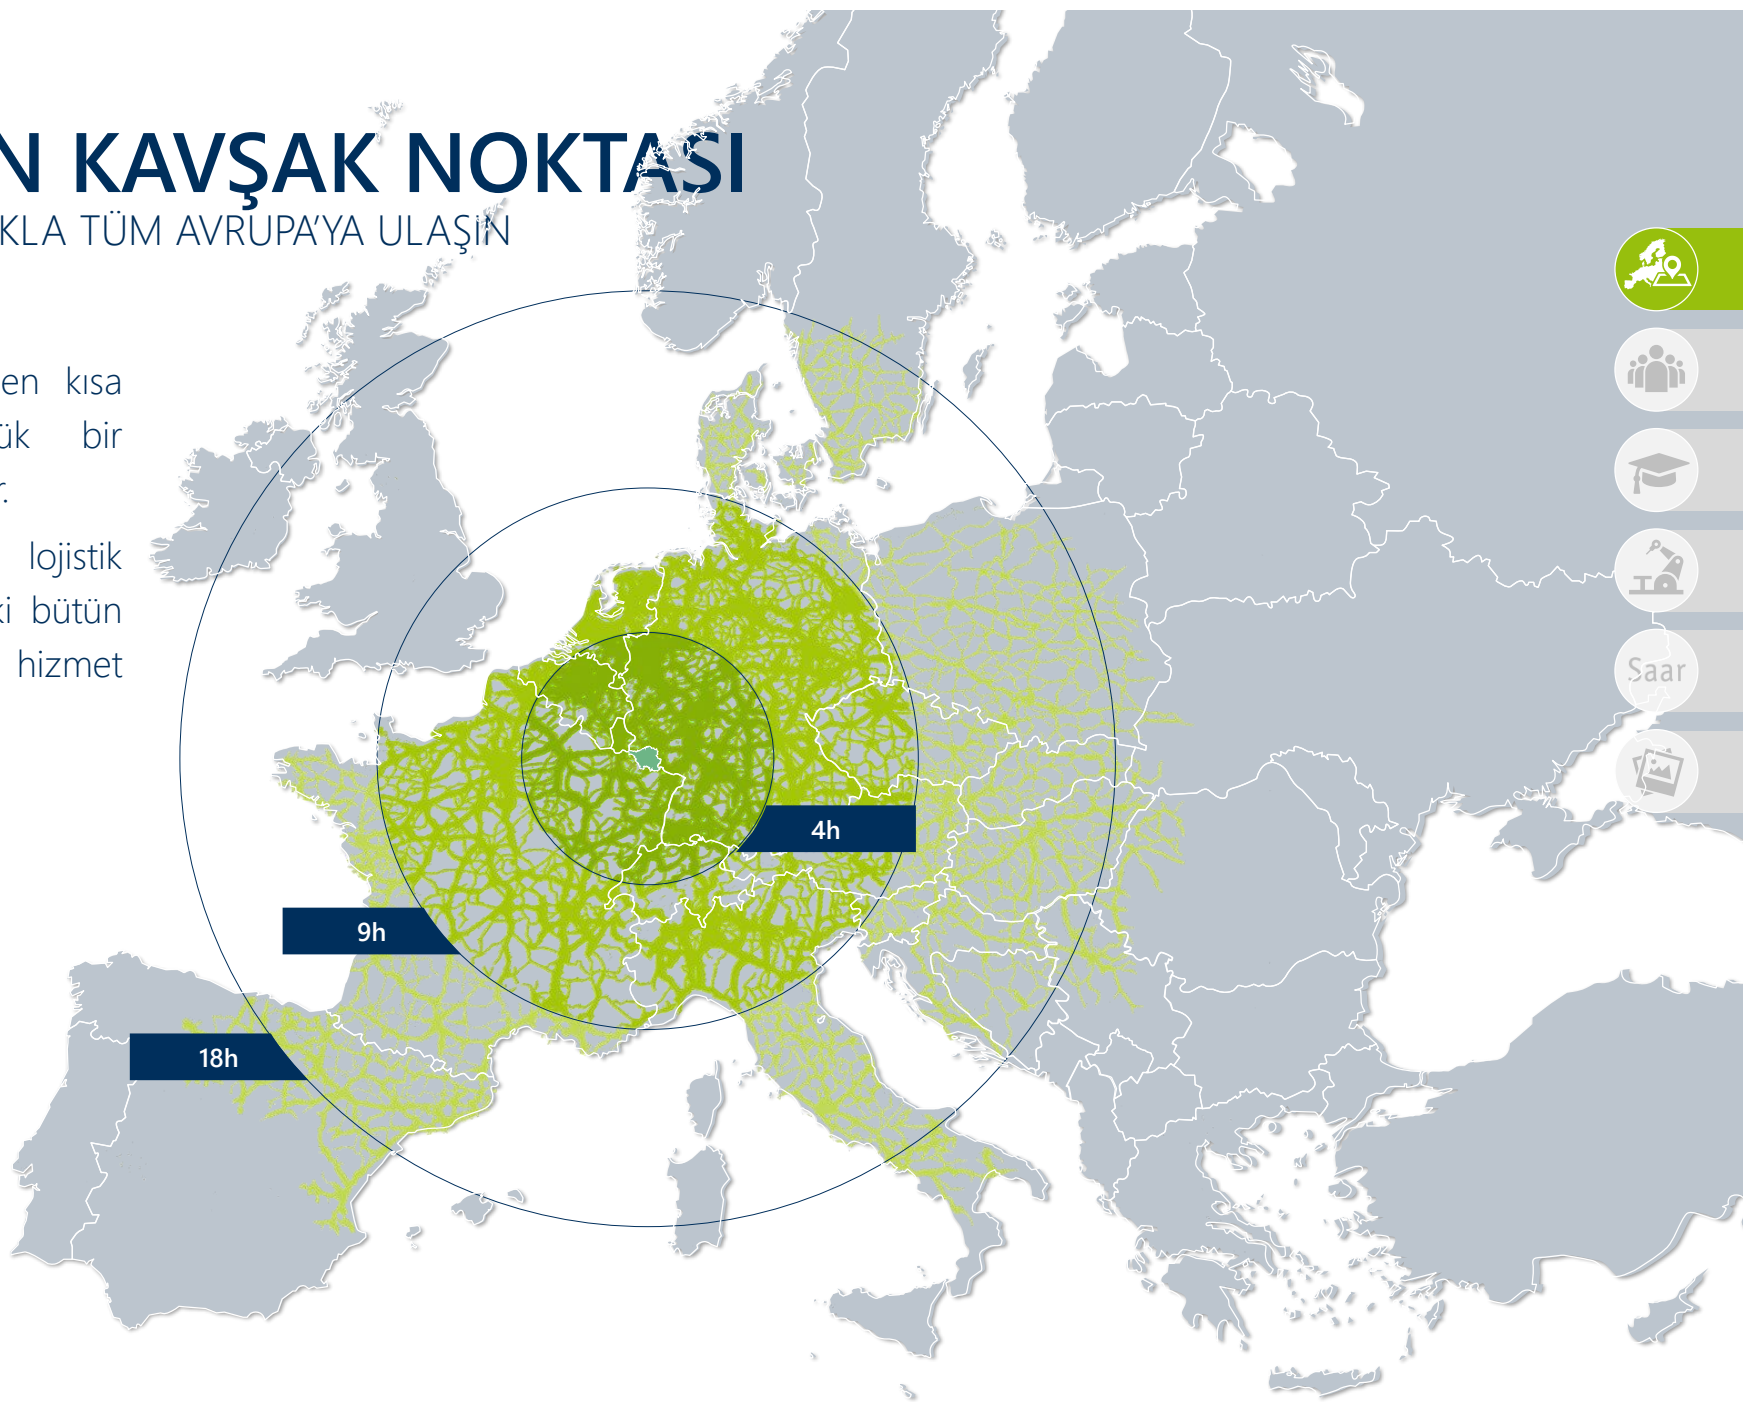 N KAVŞAK NOKTASI
KLA TÜM AVRUPA'YA ULAŞIN
en kısa
ük bir
r.
lojistik
ki bütün
hizmet
Saar
4h
9h
18h